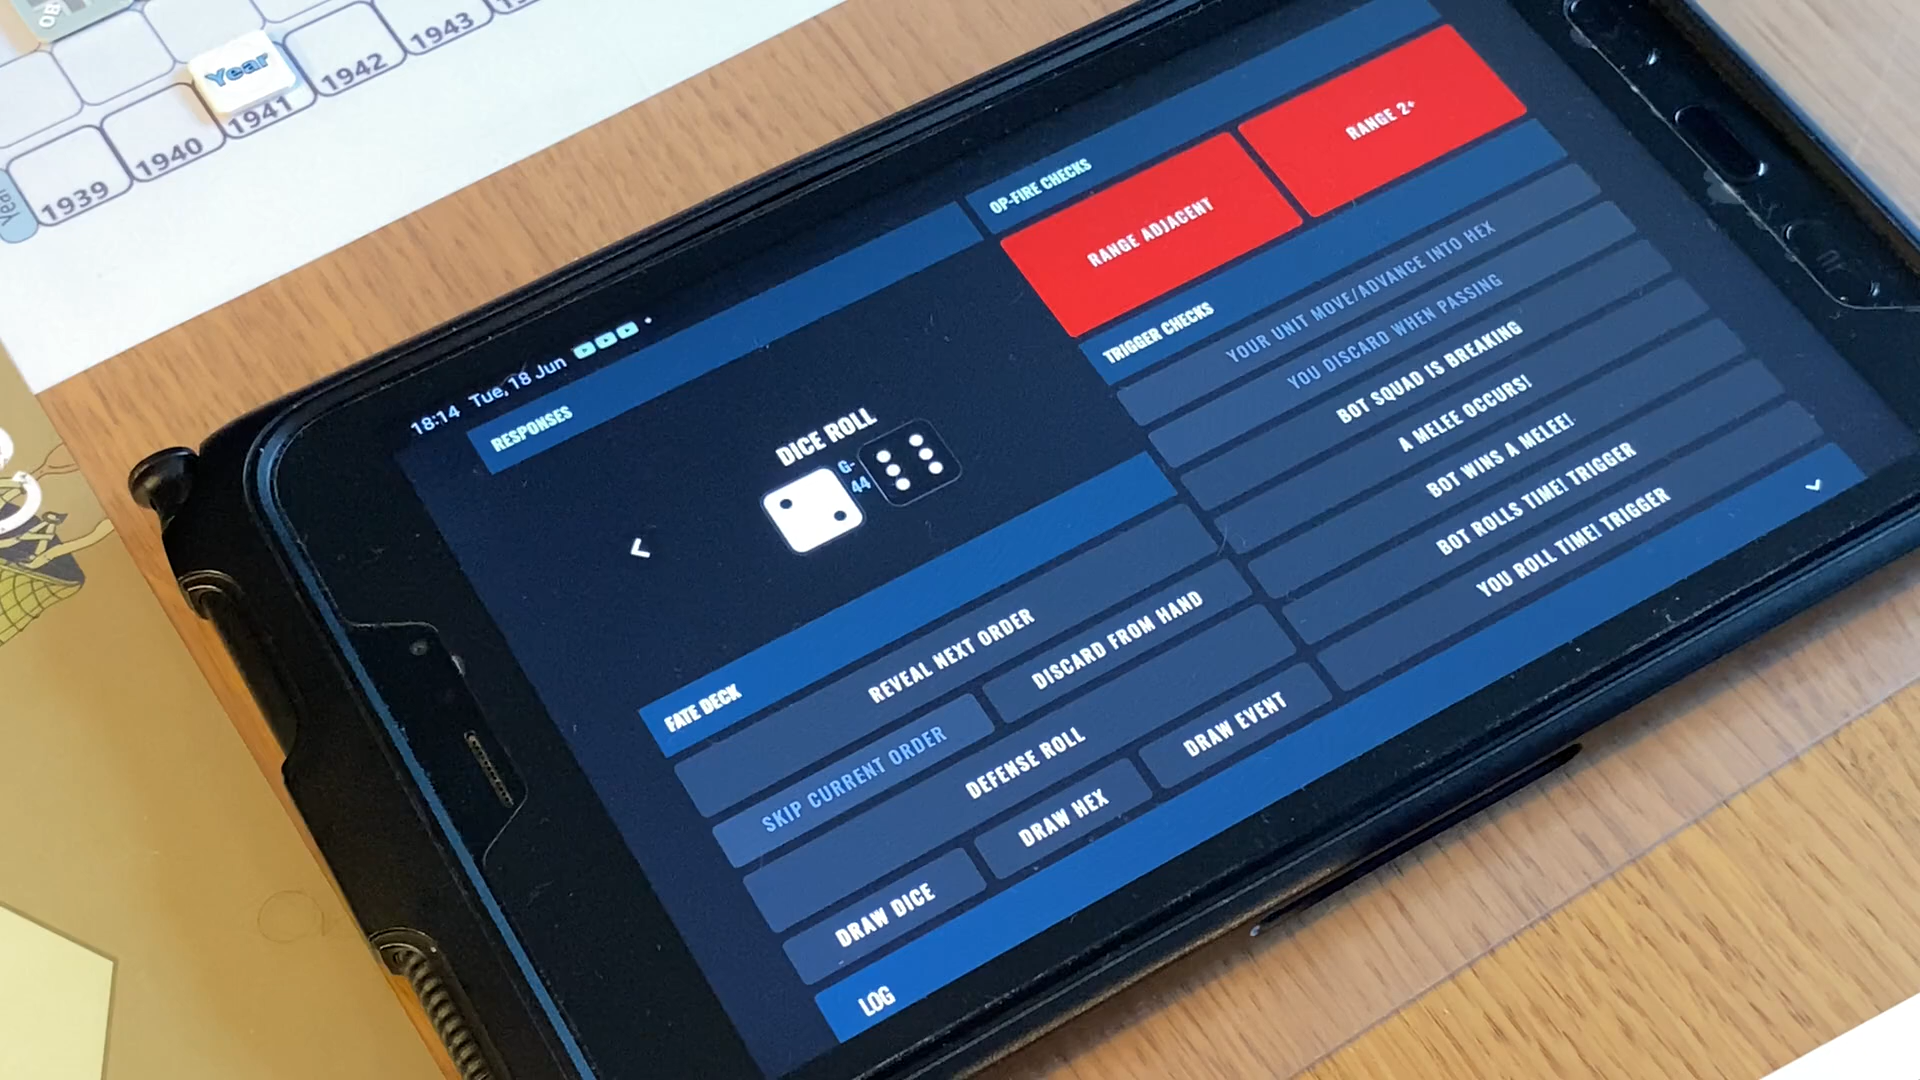 OB
Year
Year
1939
1940
1941
1942
1943
18:14 Tue, 18 Jun
RESPONSES
DICE ROLL
G-
44
FATE DECK
REVEAL NEXT ORDER
SKIP CURRENT ORDER
DISCARD FROM HAND
DEFENSE ROLL
DRAW DICE
DRAW HEX
DRAW EVENT
LOG
OP-FIRE CHECKS
RANGE ADJACENT
RANGE 2+
TRIGGER CHECKS
YOUR UNIT MOVE/ADVANCE INTO HEX
YOU DISCARD WHEN PASSING
BOT SQUAD IS BREAKING
A MELEE OCCURS!
BOT WINS A MELEE!
BOT ROLLS TIME! TRIGGER
YOU ROLL TIME! TRIGGER